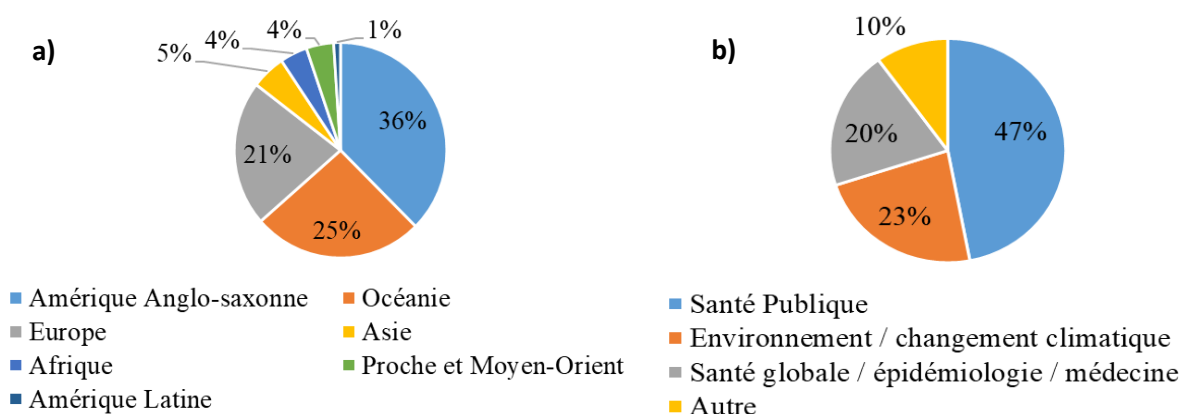 a)
5%
4%
4%
1%
36%
21%
25%
Amérique Anglo-saxonne
Océanie
Europe
Asie
Afrique
Proche et Moyen-Orient
Amérique Latine
b)
10%
47%
20%
23%
Santé Publique
Environnement / changement climatique
Santé globale / épidémiologie / médecine
Autre